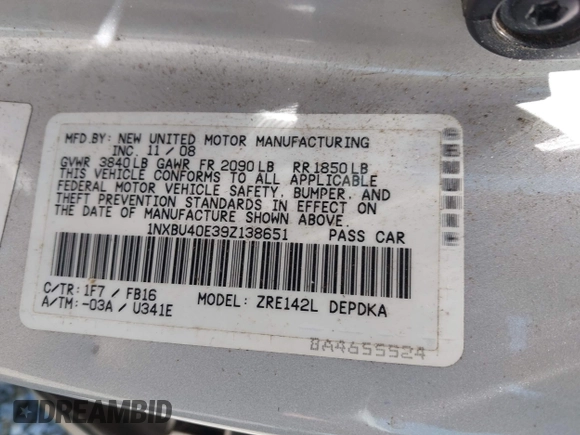 MFD.BY: NEW UNITED MOTOR MANUFACTURING
INC. 11 / 08
GVWR 3840LB GAWR FR 2090LB RR1850LB
THIS VEHICLE CONFORMS TO ALL APPLICABLE
FEDERAL MOTOR VEHICLE SAFETY, BUMPER, AND
THEFT PREVENTION STANDARDS IN EFFECT ON
THE DATE OF MANUFACTURE SHOWN ABOVE.
1NXBU40E39Z138651 PASS CAR
C/TR: 1F7 / FB16
A/TM: -03A / U341E
MODEL: ZRE142L DEPDKA
BA4655524
DREAMBID